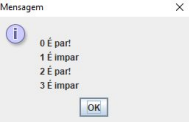 Mensagem
0 É par!
1 É impar
2 É par!
3 É impar
OK